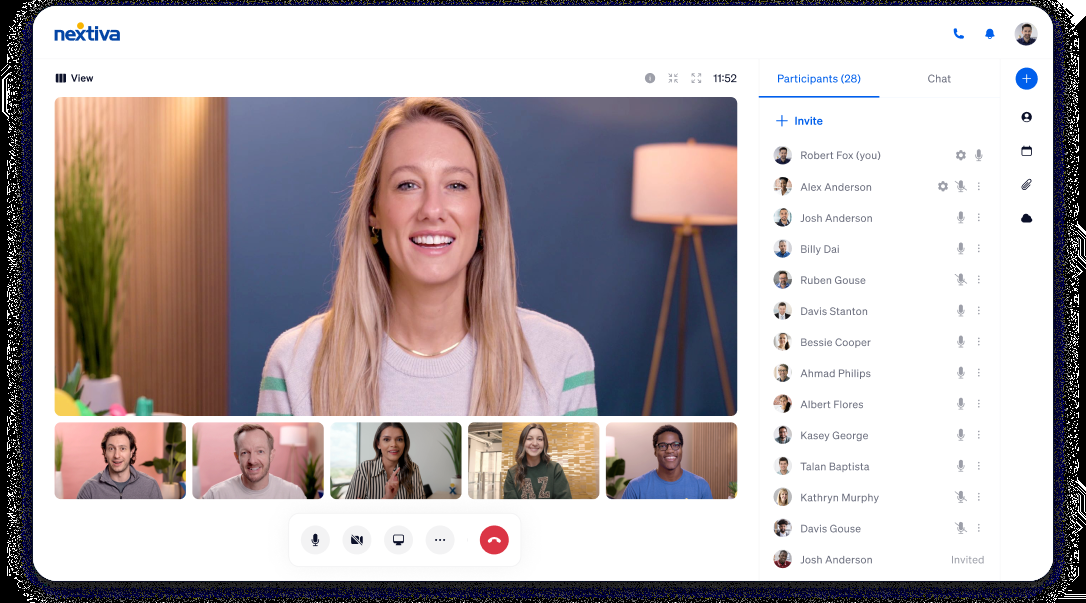 nextiva
View
11:52
Participants (28)
Chat
Invite
Robert Fox (you)
Alex Anderson
Josh Anderson
Billy Dai
Ruben Gouse
Davis Stanton
Bessie Cooper
Ahmad Philips
Albert Flores
Kasey George
Talan Baptista
Kathryn Murphy
Davis Gouse
Josh Anderson Invited
A Z